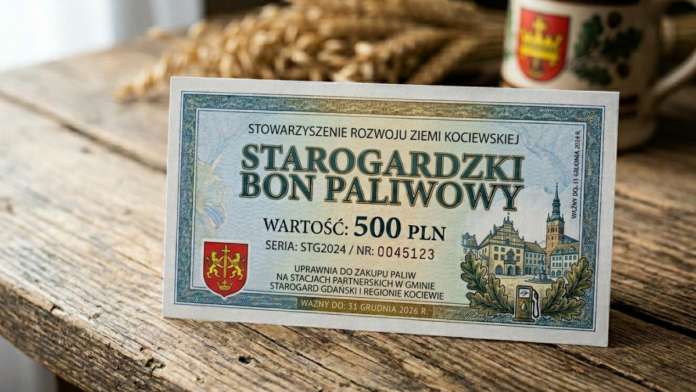 STOWARZYSZENIE ROZWOJU ZIEMI KOCIEWSKIEJ
STAROGARDZKI
BON PALIWOWY
WARTOŚĆ: 500 PLN
SERIA: STG2024 / NR: 0045123
UPRAWNIA DO ZAKUPU PALIW
NA STACJACH PARTNERSKICH W GMINIE
STAROGARD GDAŃSKI I REGIONIE KOCIEWIE
WAŻNY DO: 31 GRUDNIA 2026 R.